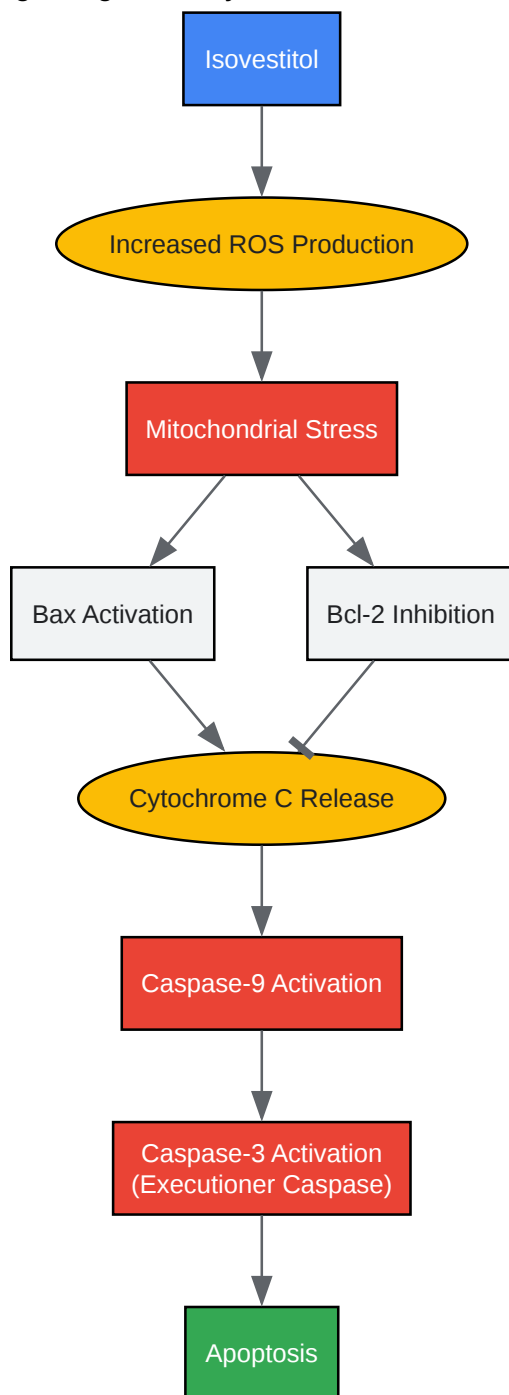 Isovestitol
Increased ROS Production
Mitochondrial Stress
Bax Activation
Bcl-2 Inhibition
Cytochrome C Release
Caspase-9 Activation
Caspase-3 Activation
(Executioner Caspase)
Apoptosis